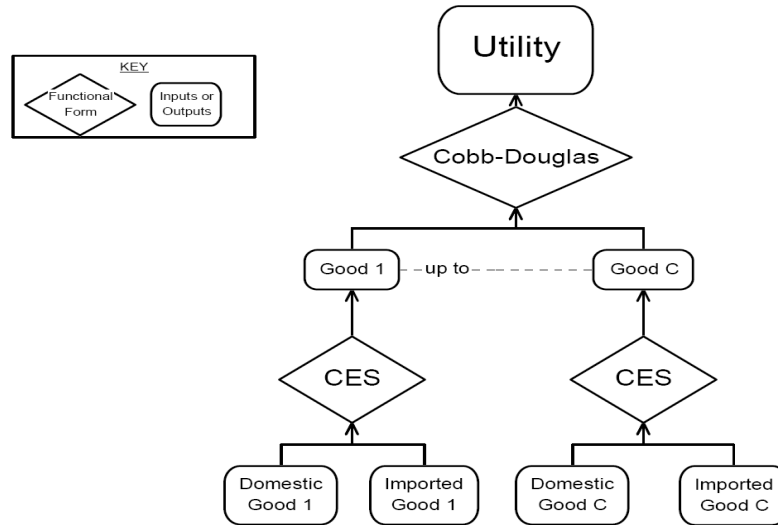 Utility
KEY
Functional
Form
Inputs or
Outputs
Cobb-Douglas
Good 1
up to
Good C
CES
CES
Domestic
Good 1
Imported
Good 1
Domestic
Good C
Imported
Good C